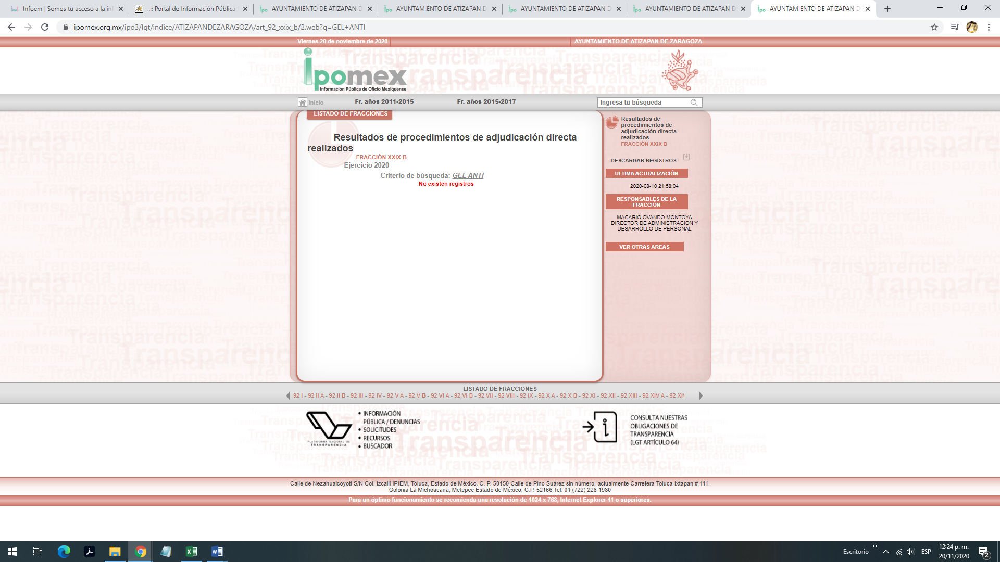 Infoem | Somos tu acceso a la inf
..:: Portal de Información Pública
AYUNTAMIENTO DE ATIZAPAN D
AYUNTAMIENTO DE ATIZAPAN D
AYUNTAMIENTO DE ATIZAPAN D
AYUNTAMIENTO DE ATIZAPAN D
AYUNTAMIENTO DE ATIZAPAN D
ipomex.org.mx/ipo3/lgt/indice/ATIZAPANDEZARAGOZA/art_92_xxix_b/2.web?q=GEL+ANTI
Viernes 20 de noviembre de 2020
AYUNTAMIENTO DE ATIZAPAN DE ZARAGOZA
ipomex
Información Pública de Oficio Mexiquense
Inicio
Fr. años 2011-2015
Fr. años 2015-2017
Ingresa tu búsqueda
LISTADO DE FRACCIONES
Resultados de procedimientos de adjudicación directa
realizados
FRACCIÓN XXIX B
Ejercicio 2020
Criterio de búsqueda: GEL ANTI
No existen registros
Resultados de
procedimientos de
adjudicación directa
realizados
FRACCIÓN XXIX B
DESCARGAR REGISTROS :
ULTIMA ACTUALIZACIÓN
2020-08-10 21:58:04
RESPONSABLES DE LA
FRACCIÓN
MACARIO OVANDO MONTOYA
DIRECTOR DE ADMINISTRACION Y
DESARROLLO DE PERSONAL
VER OTRAS AREAS
LISTADO DE FRACCIONES
92 I - 92 II A - 92 II B - 92 III - 92 IV - 92 V A - 92 V B - 92 VI A - 92 VI B - 92 VII - 92 VIII - 92 IX - 92 X A - 92 X B - 92 XI - 92 XII - 92 XIII - 92 XIV A - 92 XIV
PLATAFORMA NACIONAL DE
TRANSPARENCIA
• INFORMACIÓN
PÚBLICA / DENUNCIAS
• SOLICITUDES
• RECURSOS
• BUSCADOR
CONSULTA NUESTRAS
OBLIGACIONES DE
TRANSPARENCIA
(LGT ARTÍCULO 64)
Calle de Nezahualcoyotl S/N Col. Izcalli IPIEM, Toluca, Estado de México. C. P. 50150 Calle de Pino Suárez sin número, actualmente Carretera Toluca-Ixtapan # 111,
Colonia La Michoacana; Metepec Estado de México, C.P. 52166 Tel: 01 (722) 226 1980
Para un óptimo funcionamiento se recomienda una resolución de 1024 x 768, Internet Explorer 11 o superiores.
Escritorio
ESP
12:24 p. m.
20/11/2020
2